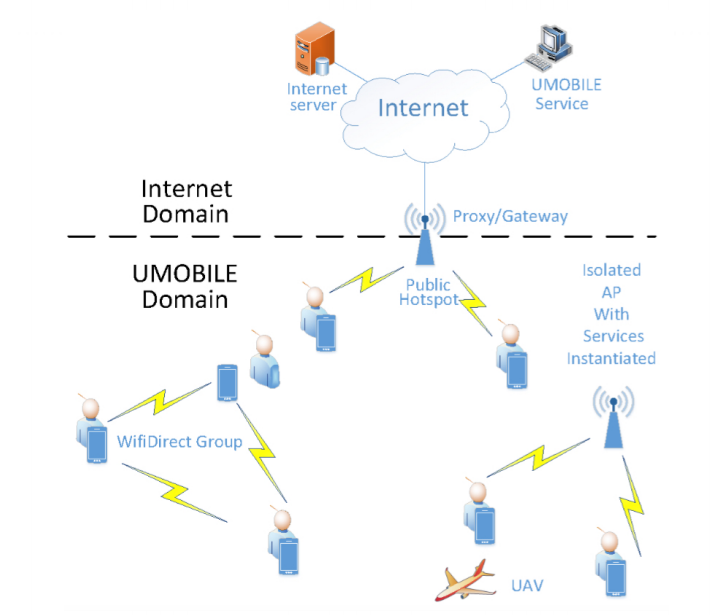 Internet
server
UMOBILE
Service
Internet
Internet
Domain
Proxy/Gateway
UMOBILE
Domain
Public
Hotspot
Isolated
AP
With
Services
Instantiated
WifiDirect Group
UAV